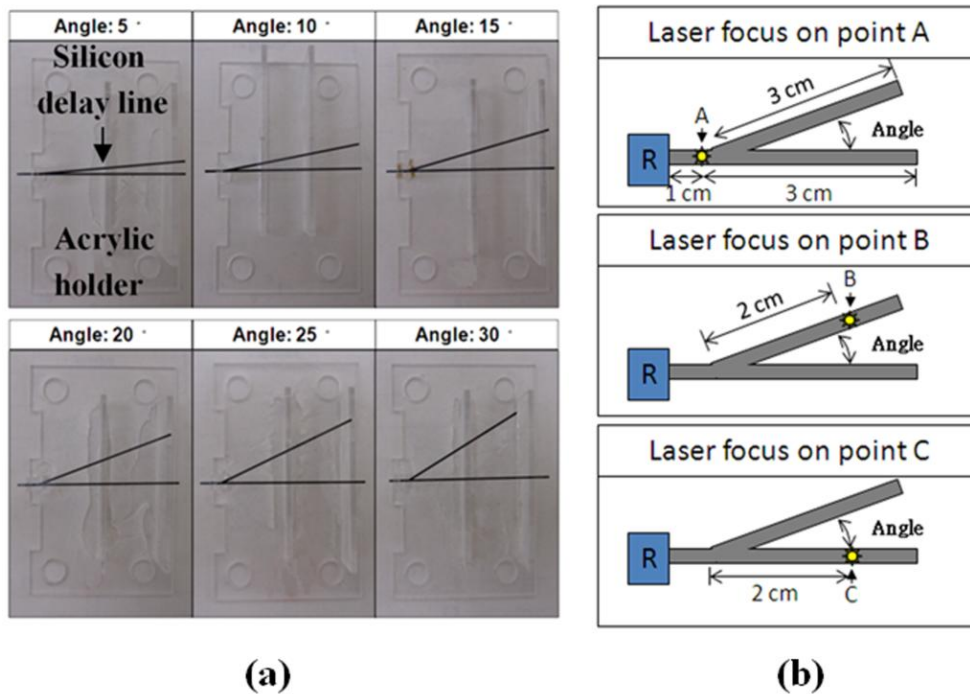 Angle: 5 °
Angle: 10 °
Angle: 15 °
Silicon
delay line
Acrylic
holder
Angle: 20 °
Angle: 25 °
Angle: 30 °
(a)
Laser focus on point A
3 cm
A
Angle
R
1 cm
3 cm
Laser focus on point B
B
2 cm
Angle
R
Laser focus on point C
Angle
R
2 cm
C
(b)